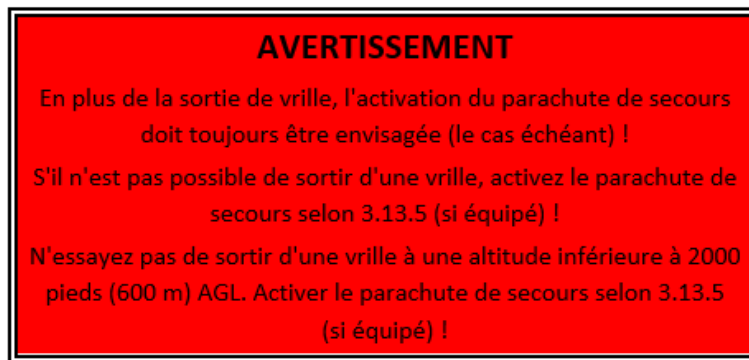 AVERTISSEMENT
En plus de la sortie de vrille, l'activation du parachute de secours
doit toujours être envisagée (le cas échéant) !
S'il n'est pas possible de sortir d'une vrille, activez le parachute de
secours selon 3.13.5 (si équipé) !
N'essayez pas de sortir d'une vrille à une altitude inférieure à 2000
pieds (600 m) AGL. Activer le parachute de secours selon 3.13.5
(si équipé) !